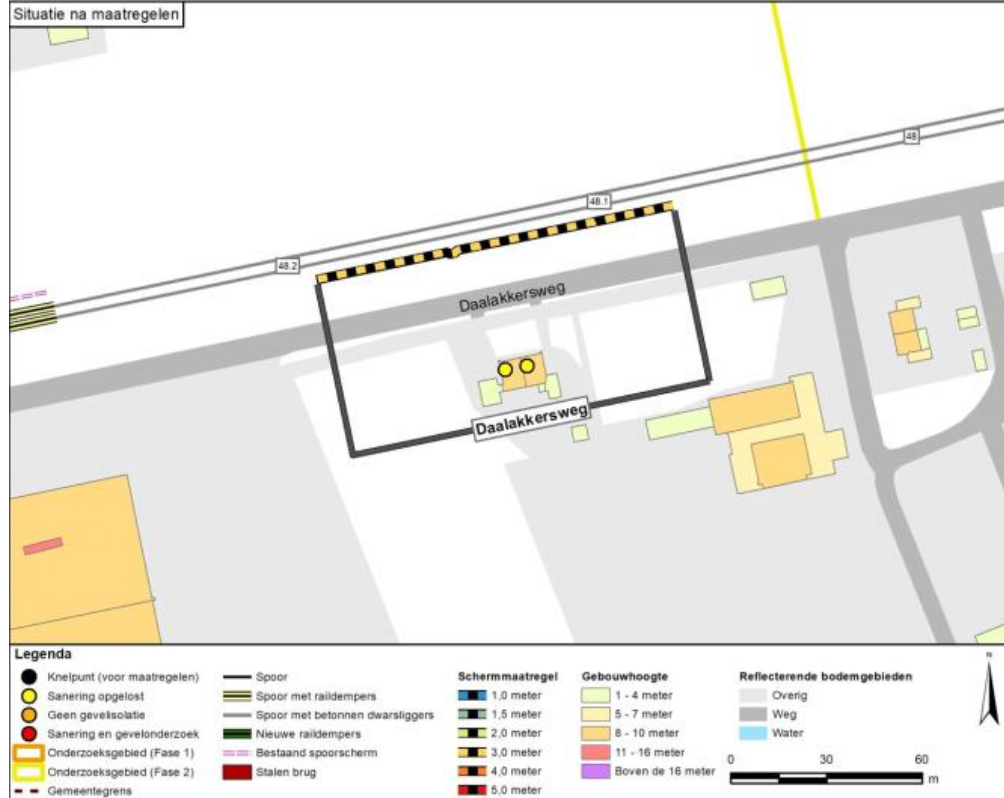 Situatie na maatregelen
48
48.1
48.2
Daalakkersweg
Daalakkersweg
Legenda
Knelpunt (voor maatregelen)
Sanering opgelost
Geen gevelisolatie
Sanering en gevelonderzoek
Onderzoeksgebied (Fase 1)
Onderzoeksgebied (Fase 2)
Gemeentegrens
Spoor
Spoor met raildempers
Spoor met betonnen dwarsliggers
Nieuwe raildempers
Bestaand spoorscherm
Stalen brug
Schermmaatregel
1,0 meter
1,5 meter
2,0 meter
3,0 meter
4,0 meter
5,0 meter
Gebouwhoogte
1 - 4 meter
5 - 7 meter
8 - 10 meter
11 - 16 meter
Boven de 16 meter
Reflecterende bodemgebieden
Overig
Weg
Water
N
0 30 60
m